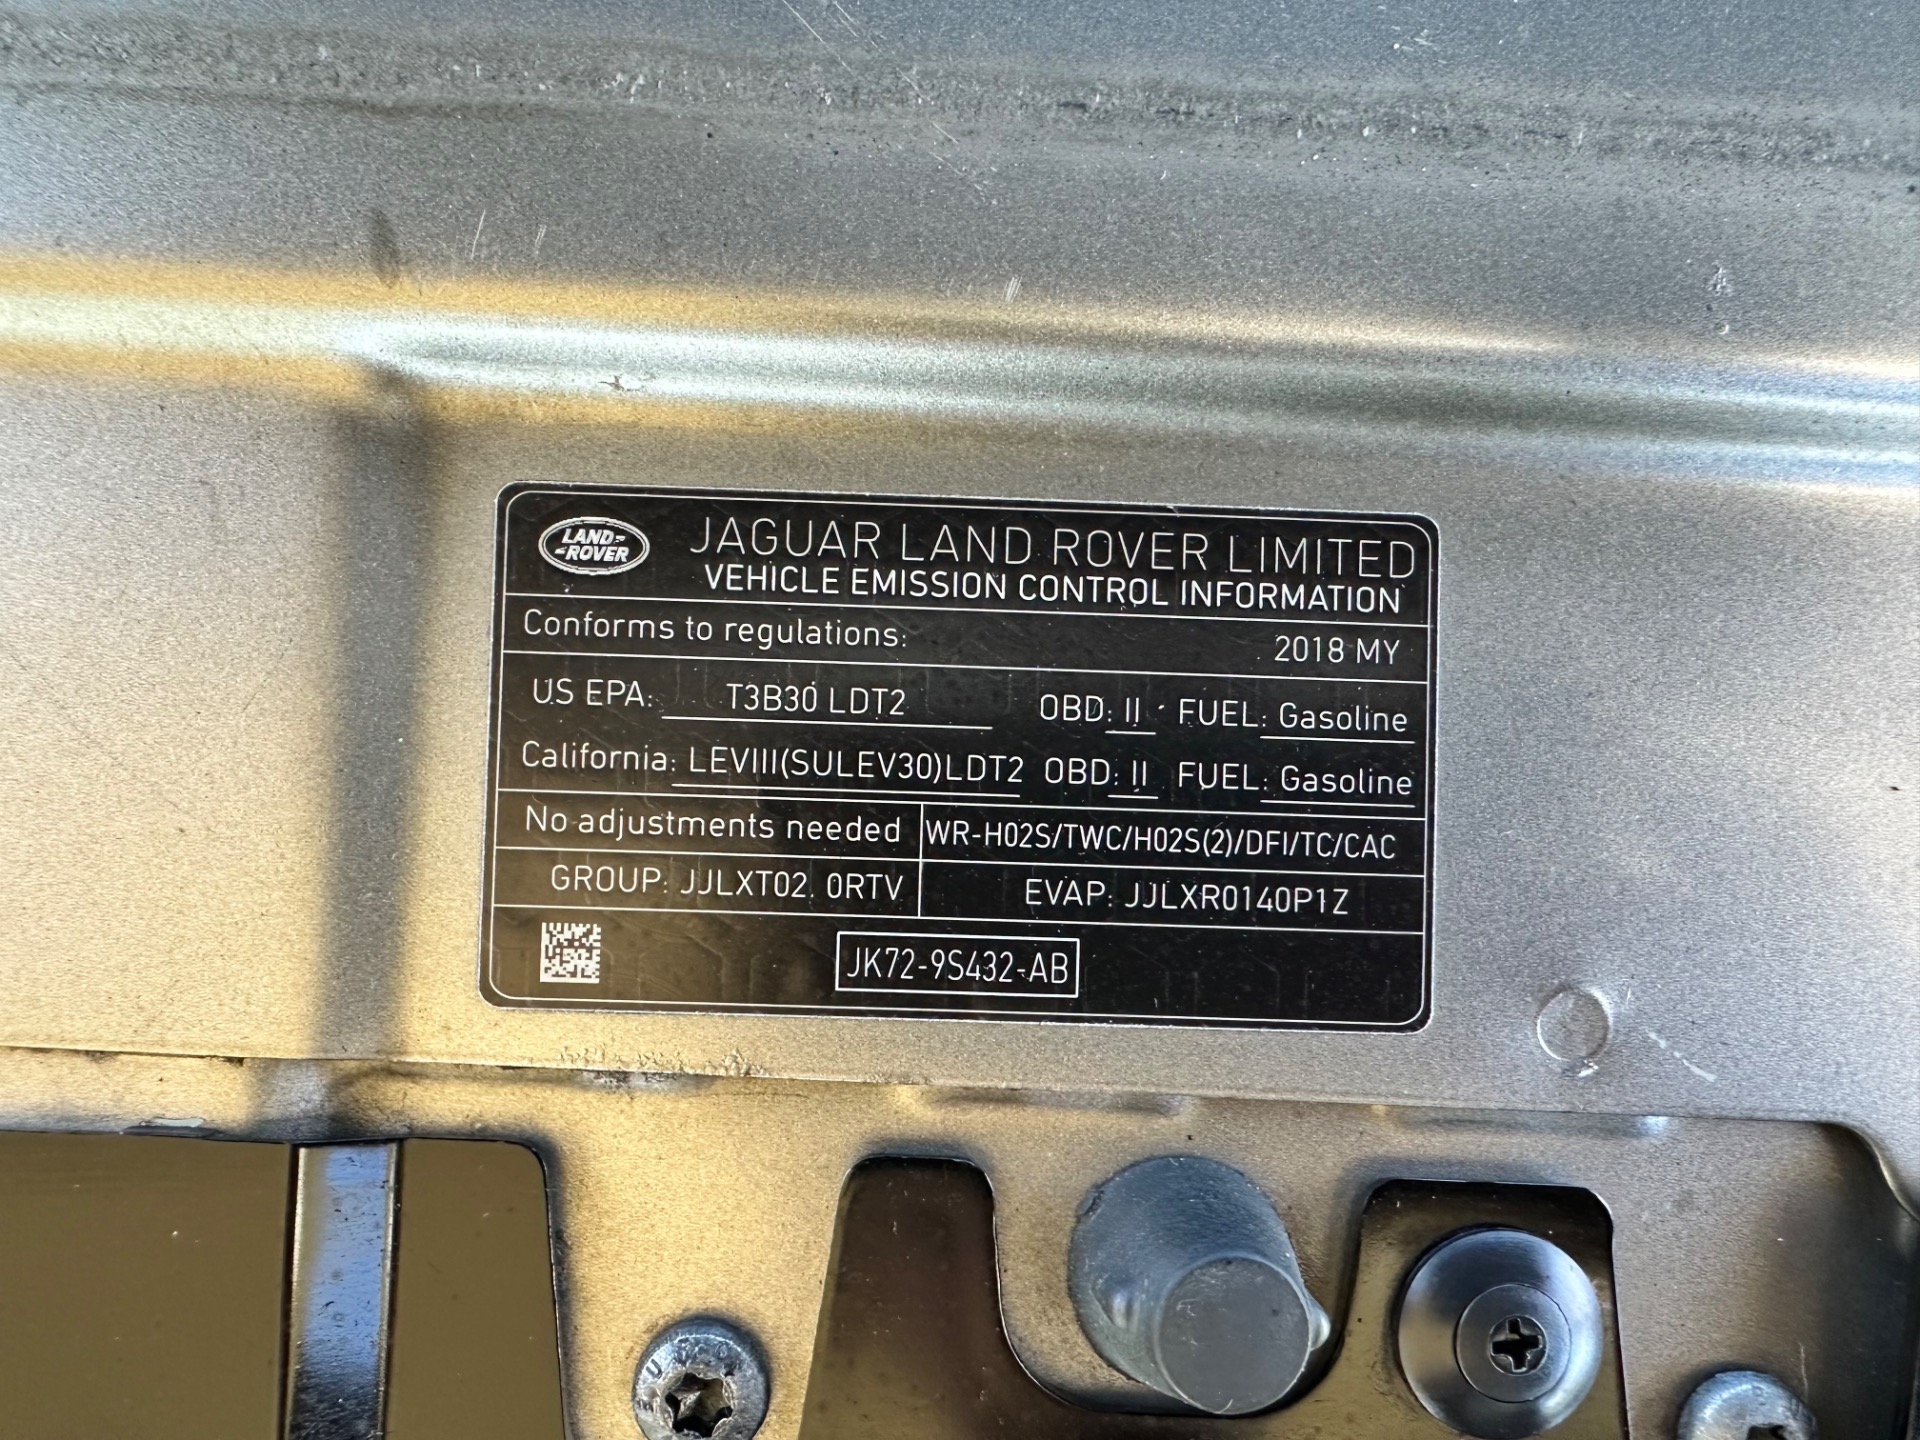 LAND-
-ROVER
JAGUAR LAND ROVER LIMITED
VEHICLE EMISSION CONTROL INFORMATION
Conforms to regulations: 2018 MY
US EPA: T3B30 LDT2 OBD: II FUEL: Gasoline
California: LEVIII(SULEV30)LDT2 OBD: II FUEL: Gasoline
No adjustments needed WR-HO2S/TWC/HO2S(2)/DFI/TC/CAC
GROUP: JJLXT02. 0RTV EVAP: JJLXR0140P1Z
JK72-9S432-AB